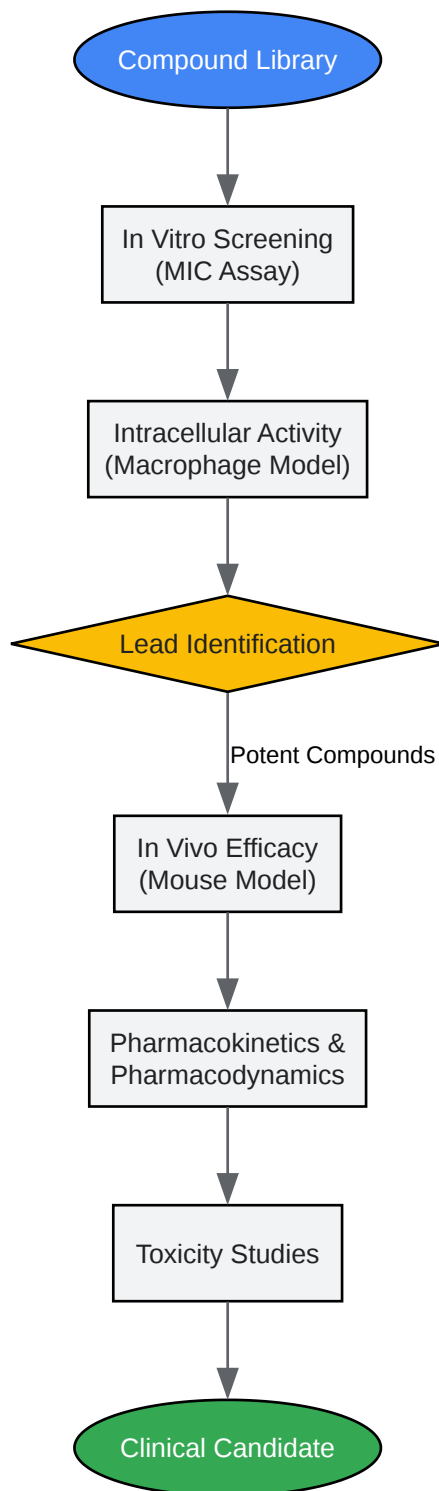 Compound Library
In Vitro Screening
(MIC Assay)
Intracellular Activity
(Macrophage Model)
Lead Identification
Potent Compounds
In Vivo Efficacy
(Mouse Model)
Pharmacokinetics &
Pharmacodynamics
Toxicity Studies
Clinical Candidate